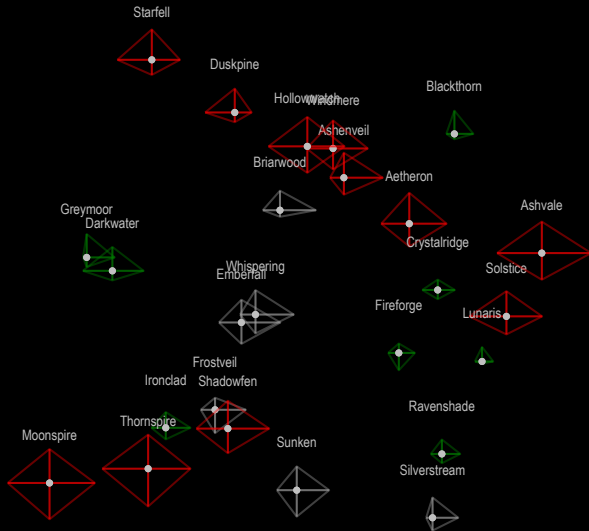 Starfell
Duskpine
Blackthorn
Hollowvetch
Windmere
Ashenveil
Briarwood
Aetheron
Greymoor
Darkwater
Ashvale
Crystalridge
Whispering
Emberfall
Solstice
Fireforge
Lunaris
Frostveil
Ironclad
Shadowfen
Ravenshade
Thornspire
Moonspire
Sunken
Silverstream